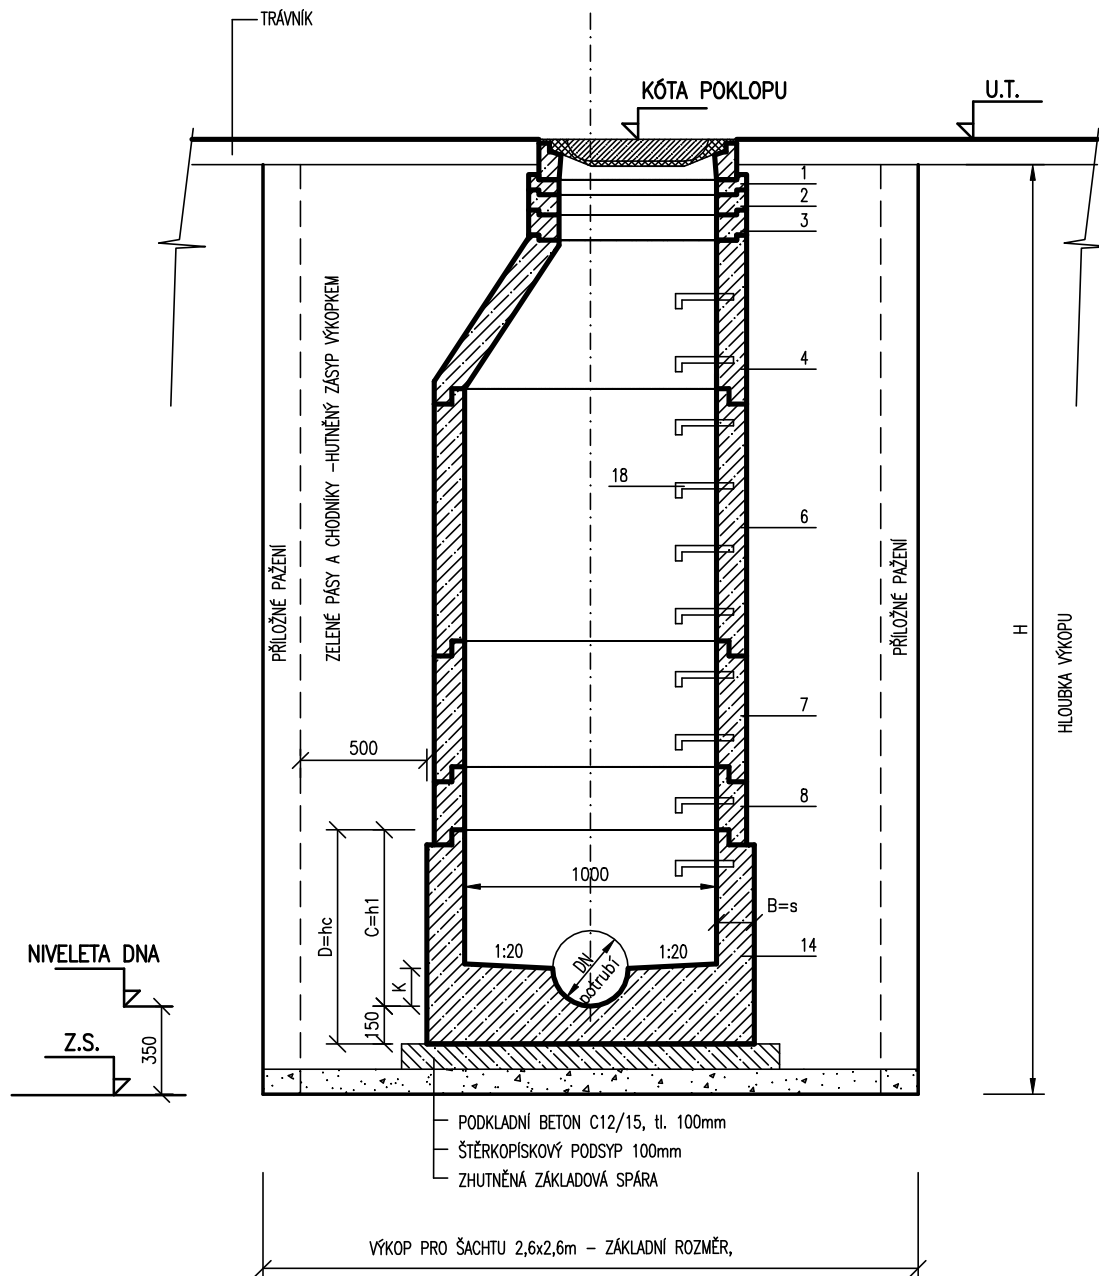 TRÁVNÍK
KÓTA POKLOPU
U.T.
1
2
3
4
18
6
7
8
14
ZELENÉ PÁSY A CHODNÍKY -HUTNĚNÝ ZÁSYP VÝKOPKEM
PŘÍLOŽNÉ PAŽENÍ
PŘÍLOŽNÉ PAŽENÍ
H
HLOUBKA VÝKOPU
500
1000
B=s
D=hc
C=h1
K
150
1:20
1:20
DN
potrubí
NIVELETA DNA
Z.S.
350
PODKLADNÍ BETON C12/15, tl. 100mm
ŠTĚRKOPÍSKOVÝ PODSYP 100mm
ZHUTNĚNÁ ZÁKLADOVÁ SPÁRA
VÝKOP PRO ŠACHTU 2,6x2,6m – ZÁKLADNÍ ROZMĚR,